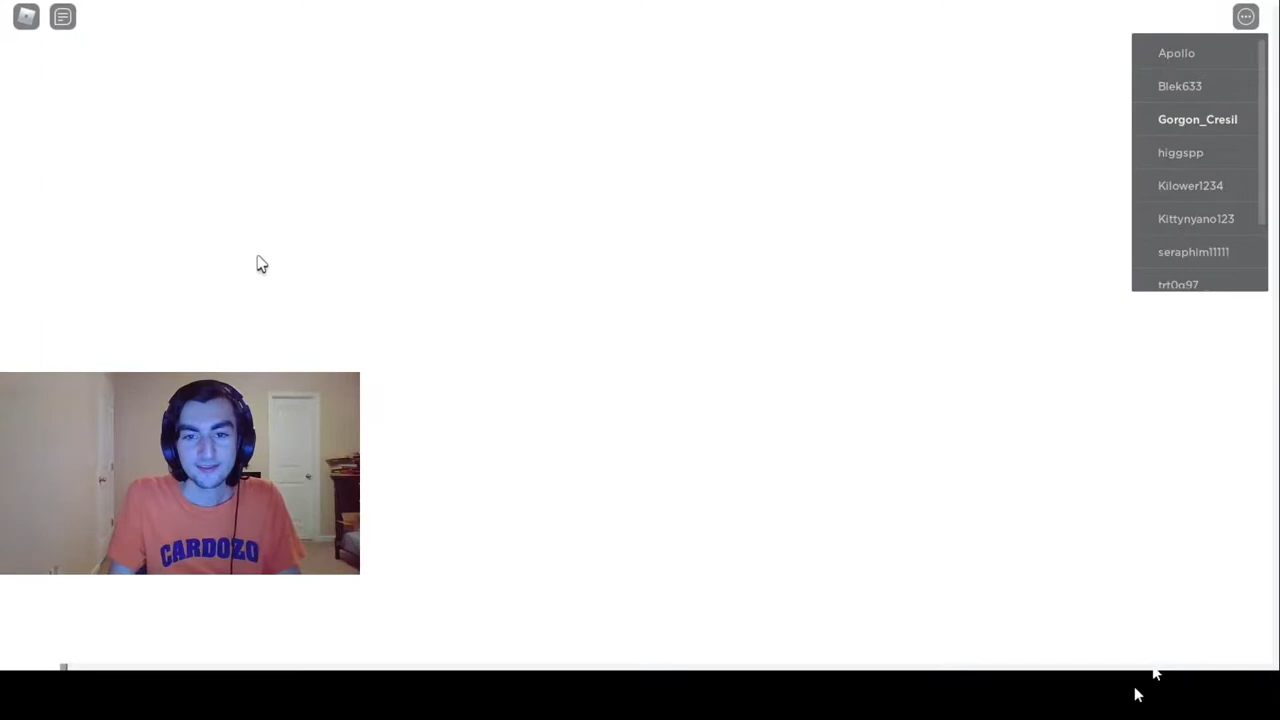 Apollo
Blek633
Gorgon_Cresil
higgspp
Kilower1234
Kittynyano123
seraphim11111
CARDOZO